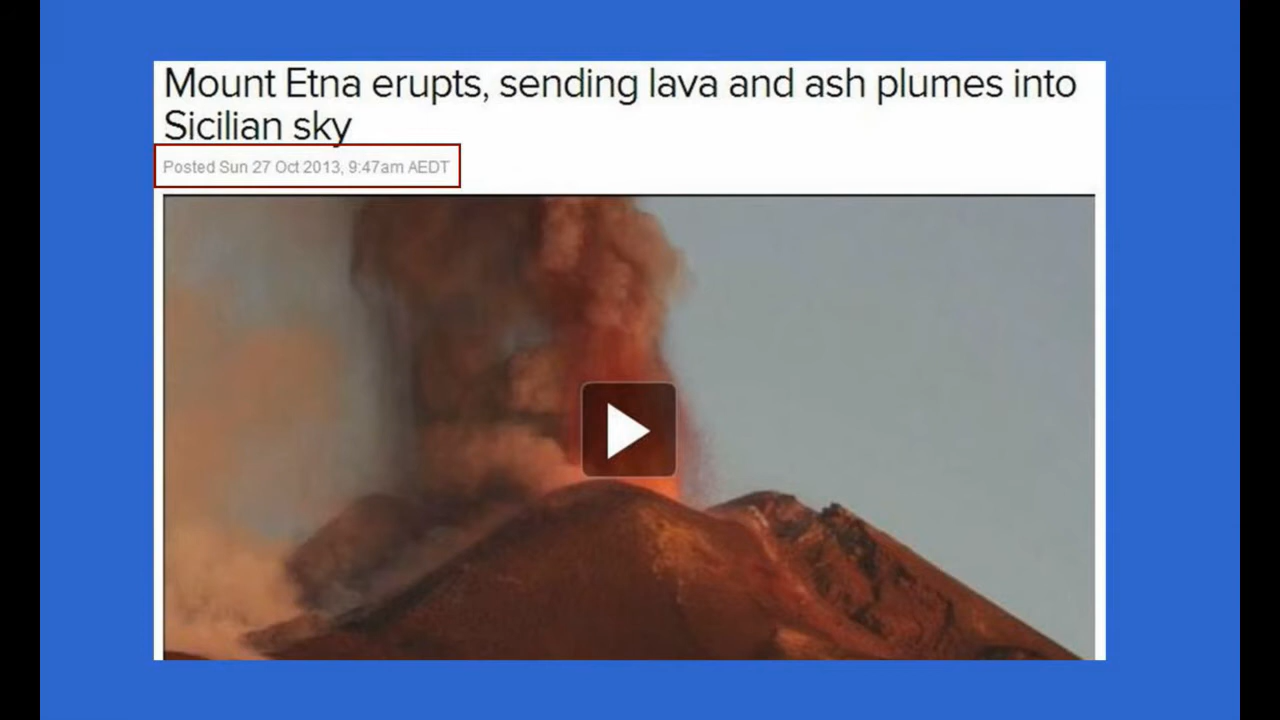 Mount Etna erupts, sending lava and ash plumes into
Sicilian sky
Posted Sun 27 Oct 2013, 9:47am AEDT